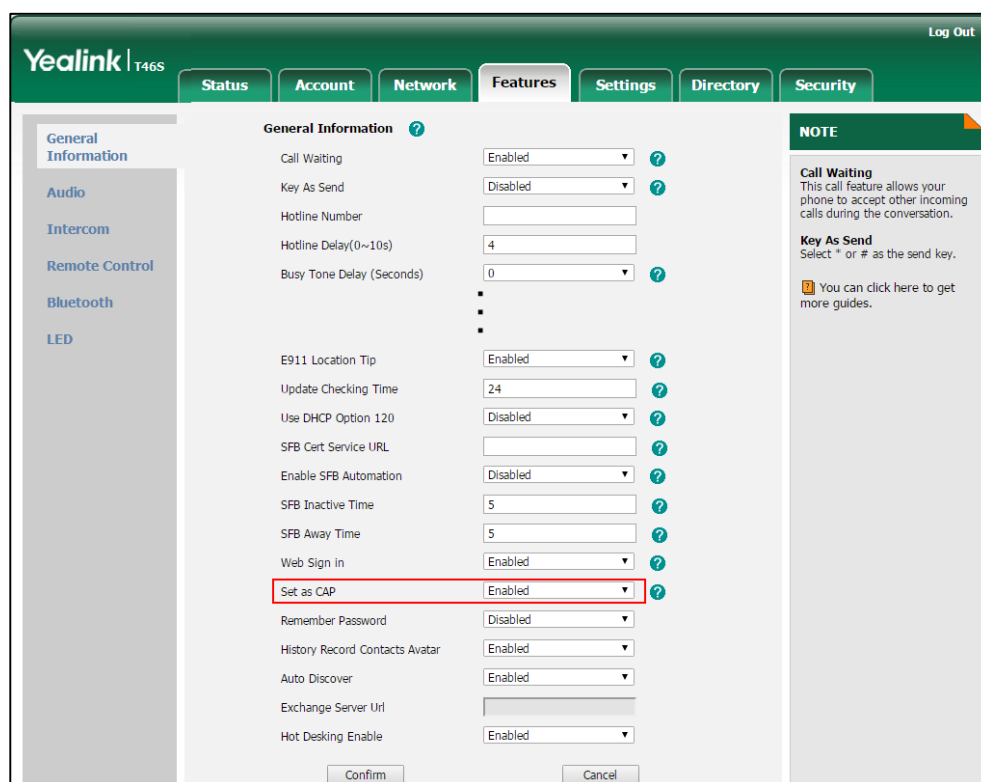 Log Out
Yealink T46S
Status Account Network Features Settings Directory Security
General Information
Audio
Intercom
Remote Control
Bluetooth
LED
General Information ?
Call Waiting Enabled ?
Key As Send Disabled ?
Hotline Number
Hotline Delay(0~10s) 4
Busy Tone Delay (Seconds) 0 ?
E911 Location Tip Enabled ?
Update Checking Time 24 ?
Use DHCP Option 120 Disabled ?
SFB Cert Service URL ?
Enable SFB Automation Disabled ?
SFB Inactive Time 5 ?
SFB Away Time 5 ?
Web Sign in Enabled ?
Set as CAP Enabled ?
Remember Password Disabled
History Record Contacts Avatar Enabled
Auto Discover Enabled
Exchange Server Url
Hot Desking Enable Enabled
Confirm Cancel
NOTE
Call Waiting
This call feature allows your
phone to accept other incoming
calls during the conversation.
Key As Send
Select * or # as the send key.
? You can click here to get
more guides.